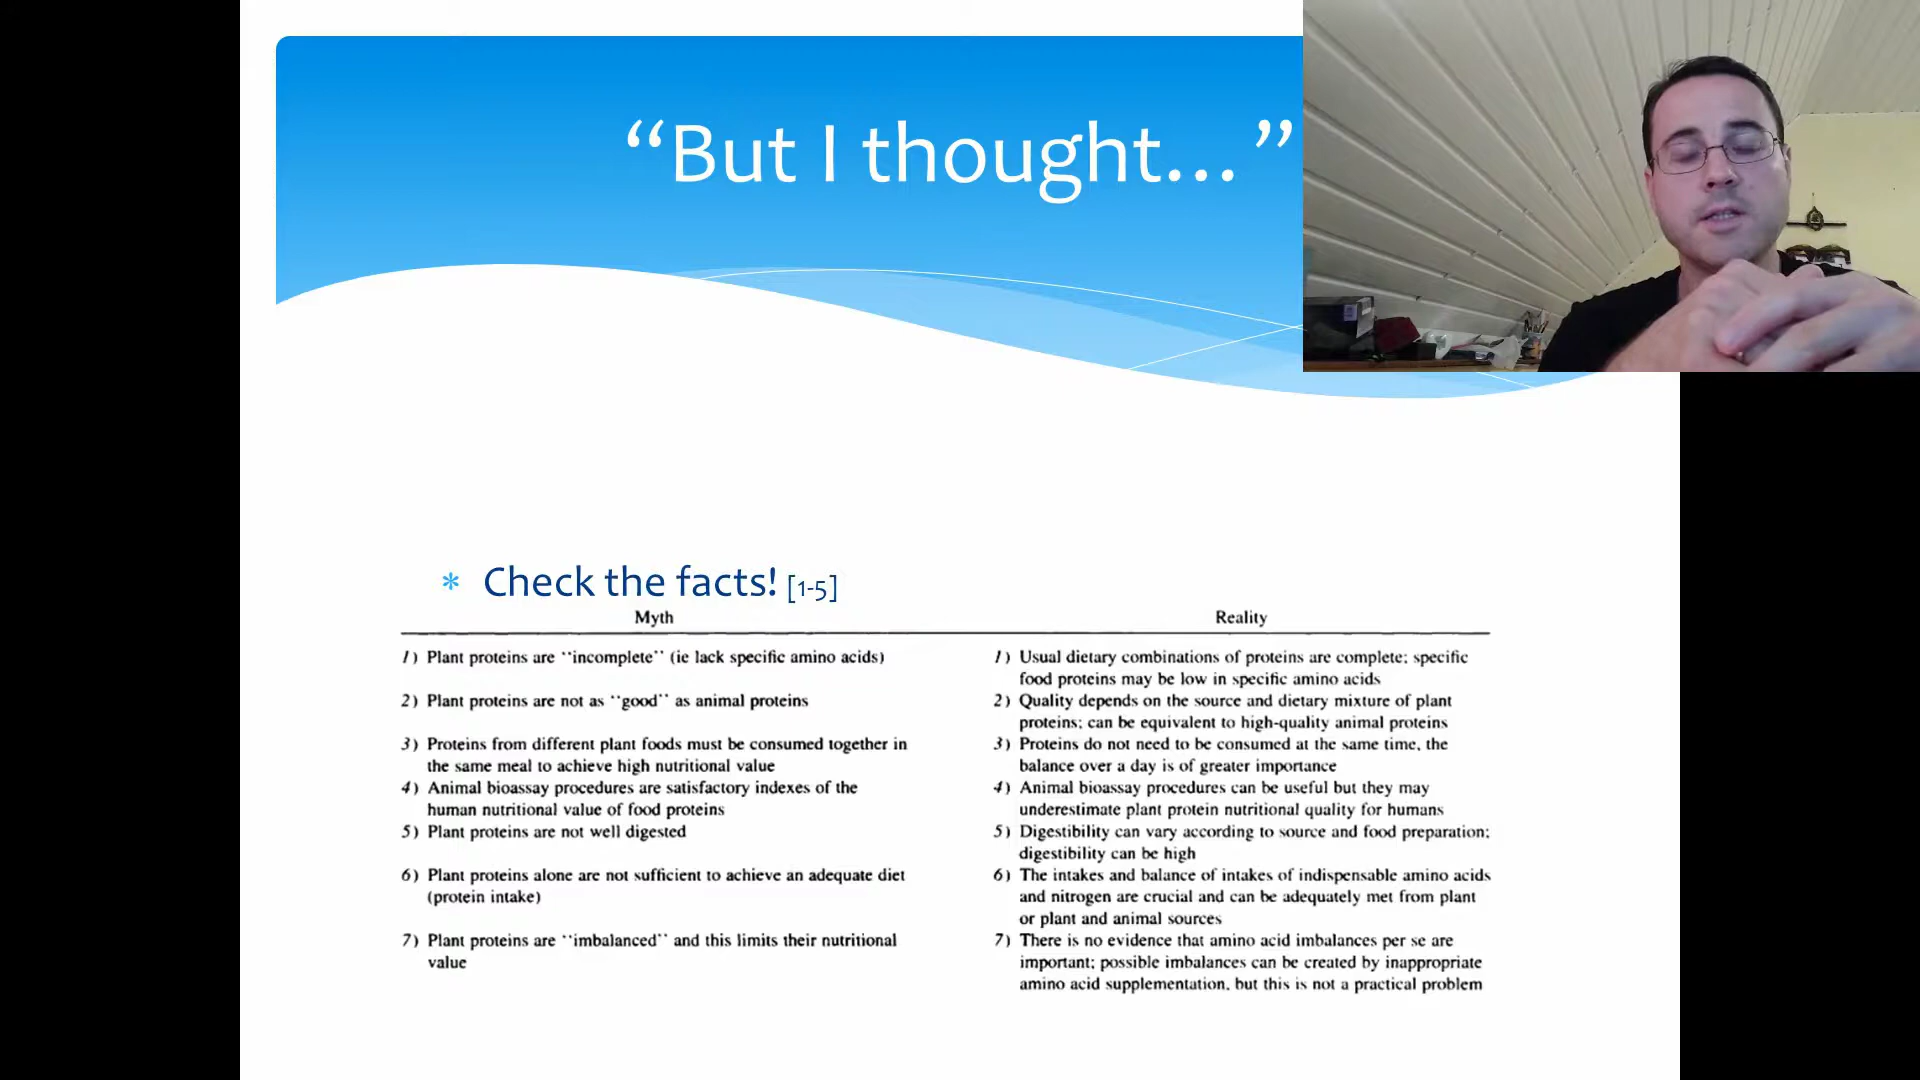 “But I thought…”
* Check the facts! [1-5]
Myth
Reality
1) Plant proteins are "incomplete" (ie lack specific amino acids)
1) Usual dietary combinations of proteins are complete; specific
food proteins may be low in specific amino acids
2) Plant proteins are not as "good" as animal proteins
2) Quality depends on the source and dietary mixture of plant
proteins; can be equivalent to high-quality animal proteins
3) Proteins from different plant foods must be consumed together in
the same meal to achieve high nutritional value
3) Proteins do not need to be consumed at the same time, the
balance over a day is of greater importance
4) Animal bioassay procedures are satisfactory indexes of the
human nutritional value of food proteins
4) Animal bioassay procedures can be useful but they may
underestimate plant protein nutritional quality for humans
5) Plant proteins are not well digested
5) Digestibility can vary according to source and food preparation;
digestibility can be high
6) Plant proteins alone are not sufficient to achieve an adequate diet
(protein intake)
6) The intakes and balance of intakes of indispensable amino acids
and nitrogen are crucial and can be adequately met from plant
or plant and animal sources
7) Plant proteins are "imbalanced" and this limits their nutritional
value
7) There is no evidence that amino acid imbalances per se are
important; possible imbalances can be created by inappropriate
amino acid supplementation, but this is not a practical problem